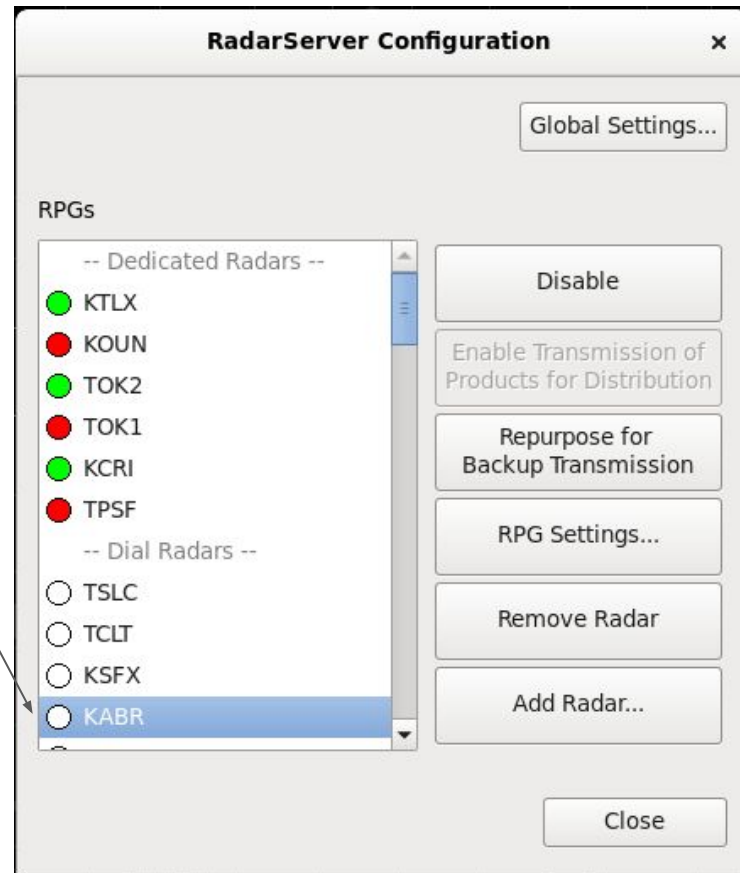 RadarServer Configuration ×
Global Settings...
RPGs
-- Dedicated Radars --
KTLX
KOUN
TOK2
TOK1
KCRI
TPSF
-- Dial Radars --
TSLC
TCLT
KSFX
KABR
Disable
Enable Transmission of
Products for Distribution
Repurpose for
Backup Transmission
RPG Settings...
Remove Radar
Add Radar...
Close